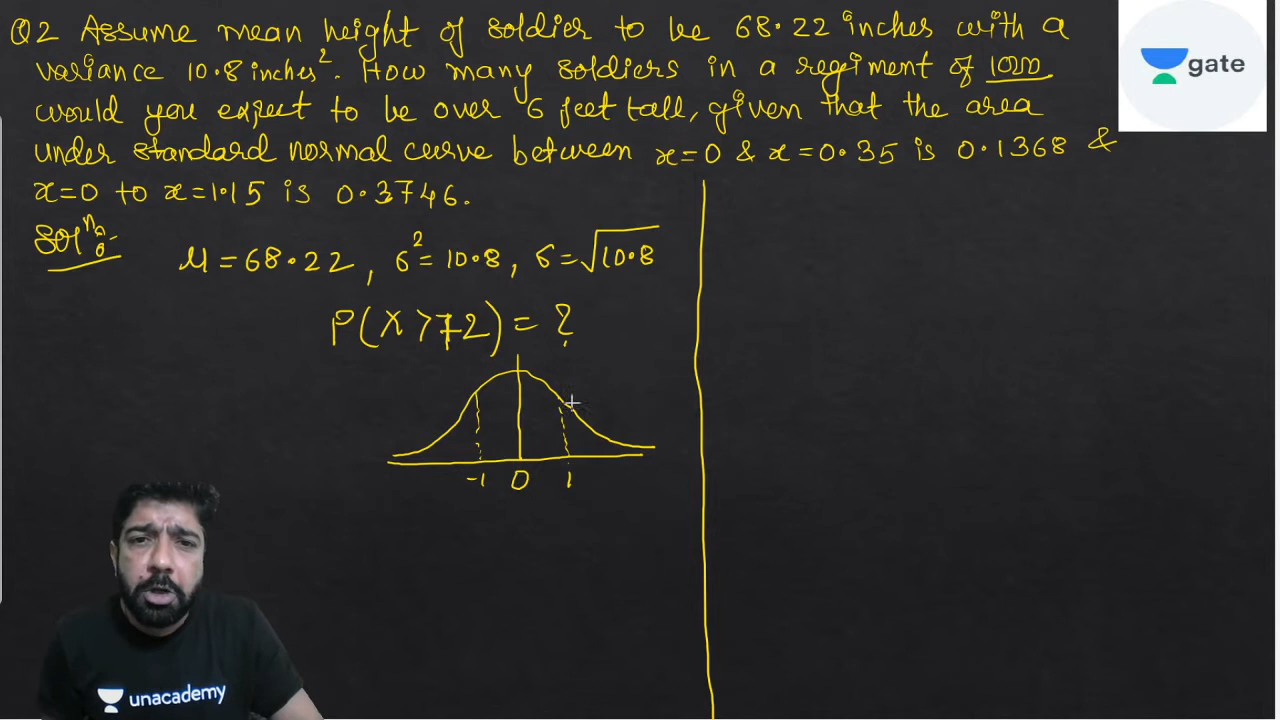 Q2 Assume mean height of soldier to be 68.22 inches with a
variance 10.8 inches². How many soldiers in a regiment of 1000
would you expect to be over 6 feet tall, given that the area
under standard normal curve between x=0 & x=0.35 is 0.1368 &
x=0 to x=1.15 is 0.3746.
Solⁿ:-
μ = 68.22, σ² = 10.8, σ = √10.8
P(X>72) = ?
-1 0 1
gate
unacademy